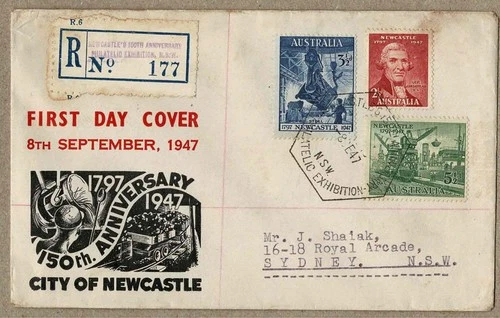 R.6
R No 177
NEWCASTLE'S 150TH ANNIVERSARY
PHILATELIC EXHIBITION, N.S.W.
FIRST DAY COVER
8TH SEPTEMBER, 1947
1797 1947
150th. ANNIVERSARY
CITY OF NEWCASTLE
AUSTRALIA
3½D
1797 NEWCASTLE 1947
NEWCASTLE
1797 1947
2½D
AUSTRALIA
NEWCASTLE
1797-1947
5½D
AUSTRALIA
N.S.W
PHILATELIC EXHIBITION
Mr. J. Shaiak,
16-18 Royal Arcade,
SYDNEY. N.S.W.